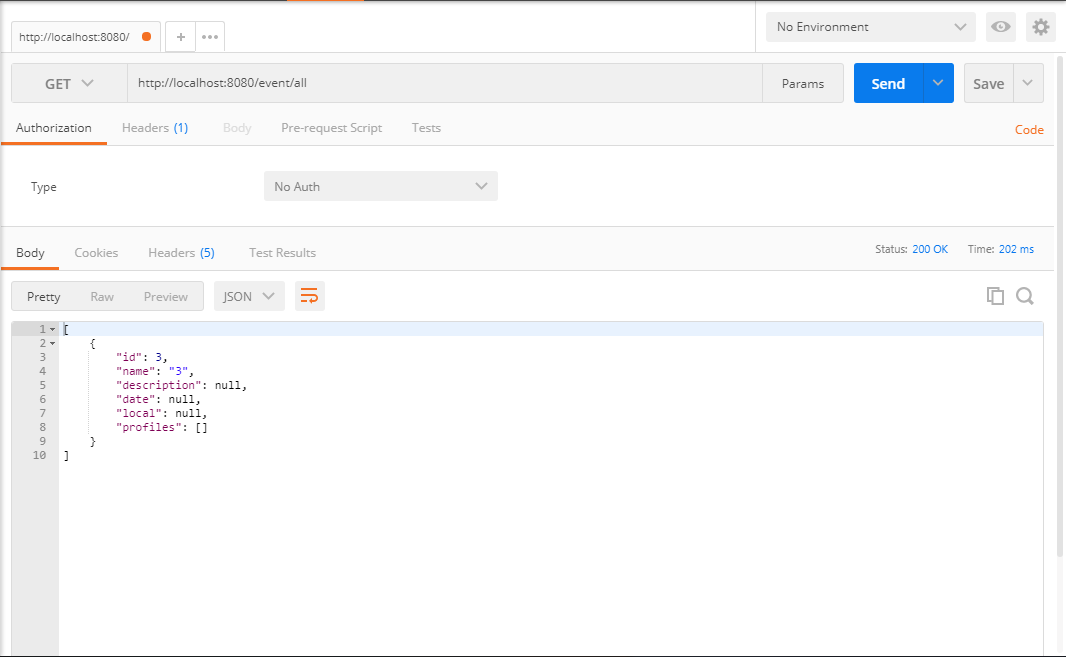 http://localhost:8080/ + ••• No Environment
GET http://localhost:8080/event/all Params Send Save
Authorization Headers (1) Body Pre-request Script Tests Code
Type No Auth
Body Cookies Headers (5) Test Results Status: 200 OK Time: 202 ms
Pretty Raw Preview JSON
1 [
2 {
3 "id": 3,
4 "name": "3",
5 "description": null,
6 "date": null,
7 "local": null,
8 "profiles": []
9 }
10 ]